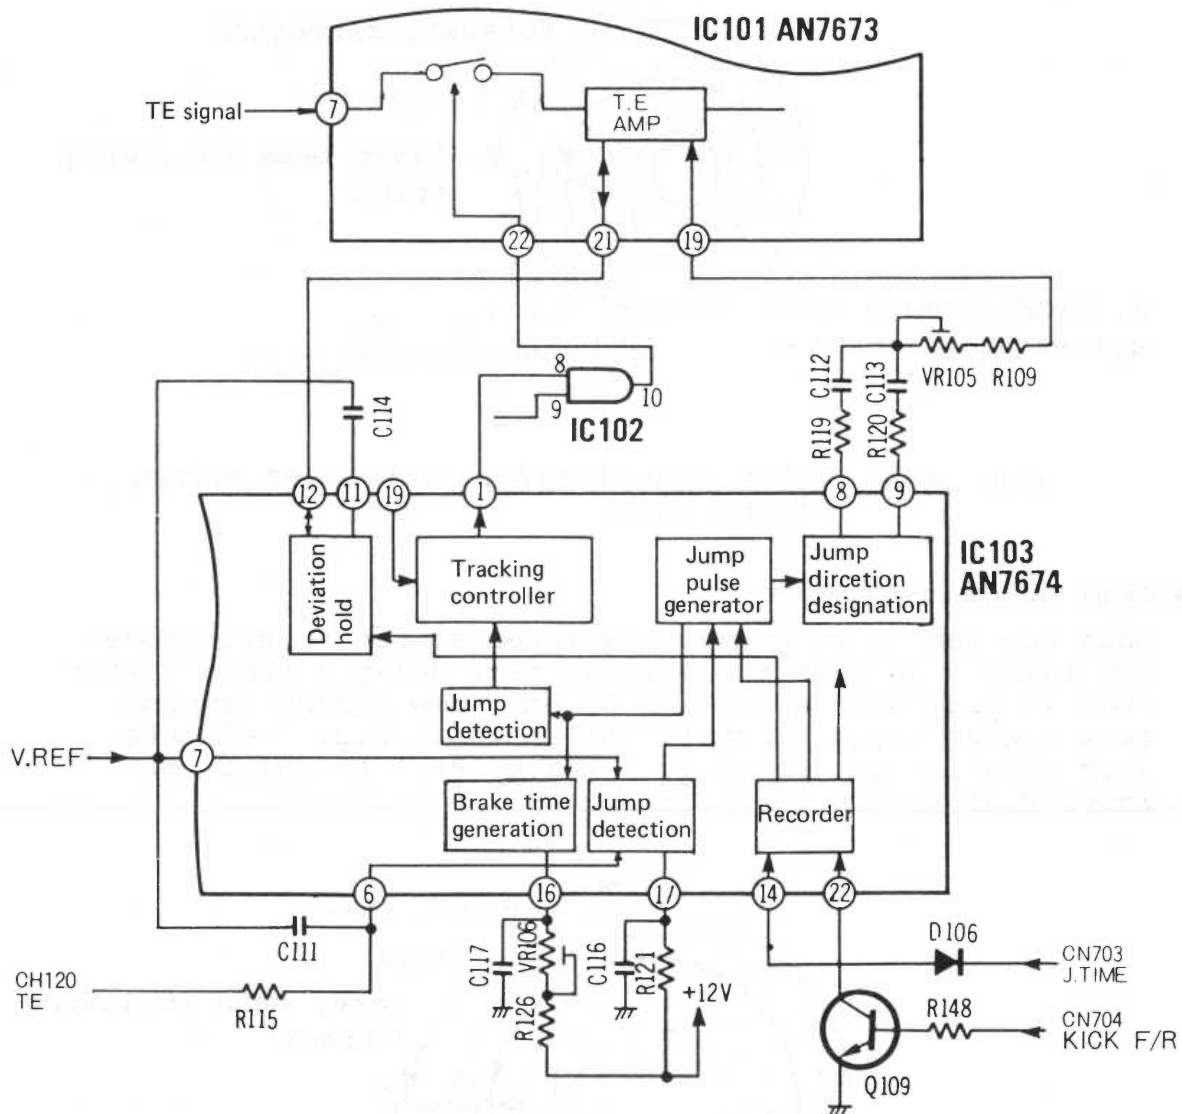 IC101 AN7673
TE signal
7
T.E
AMP
22
21
19
8
9
10
IC102
C114
C112
C113
VR105
R109
R119
R120
12
11
19
1
8
9
IC103
AN7674
Deviation
hold
Tracking
controller
Jump
pulse
generator
Jump
dircetion
designation
Jump
detection
V.REF
7
Brake time
generation
Jump
detection
Recorder
6
16
17
14
22
C111
C117
VR106
C116
R121
D106
CN703
J.TIME
CH120
TE
R115
R126
+12V
R148
CN704
KICK F/R
Q109